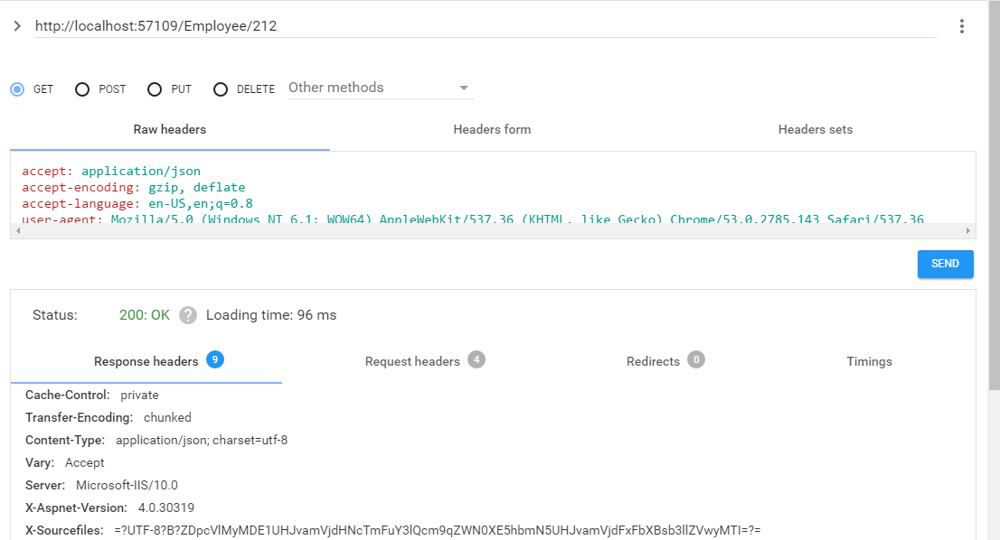 http://localhost:57109/Employee/212
GET POST PUT DELETE Other methods
Raw headers Headers form Headers sets
accept: application/json
accept-encoding: gzip, deflate
accept-language: en-US,en;q=0.8
user-agent: Mozilla/5.0 (Windows NT 6.1; WOW64) AppleWebKit/537.36 (KHTML, like Gecko) Chrome/53.0.2785.143 Safari/537.36
SEND
Status: 200: OK ? Loading time: 96 ms
Response headers 9 Request headers 4 Redirects 0 Timings
Cache-Control: private
Transfer-Encoding: chunked
Content-Type: application/json; charset=utf-8
Vary: Accept
Server: Microsoft-IIS/10.0
X-Aspnet-Version: 4.0.30319
X-Sourcefiles: =?UTF-8?B?ZDpcVlMyMDE1UHJvamVjdHNcTmFuY3lQcm9qZWN0XE5hbmN5UHJvamVjdFxFbXBsb3llZVwyMTI=?=